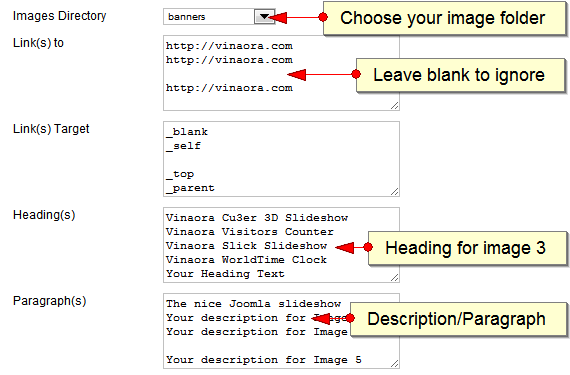 Images Directory
banners
Choose your image folder
Link(s) to
http://vinaora.com
http://vinaora.com
http://vinaora.com
Leave blank to ignore
Link(s) Target
_blank
_self
_top
_parent
Heading(s)
Vinaora Cu3er 3D Slideshow
Vinaora Visitors Counter
Vinaora Slick Slideshow
Vinaora WorldTime Clock
Your Heading Text
Heading for image 3
Paragraph(s)
The nice Joomla slideshow
Your description for
Your description for Image
Your description for Image 5
Description/Paragraph